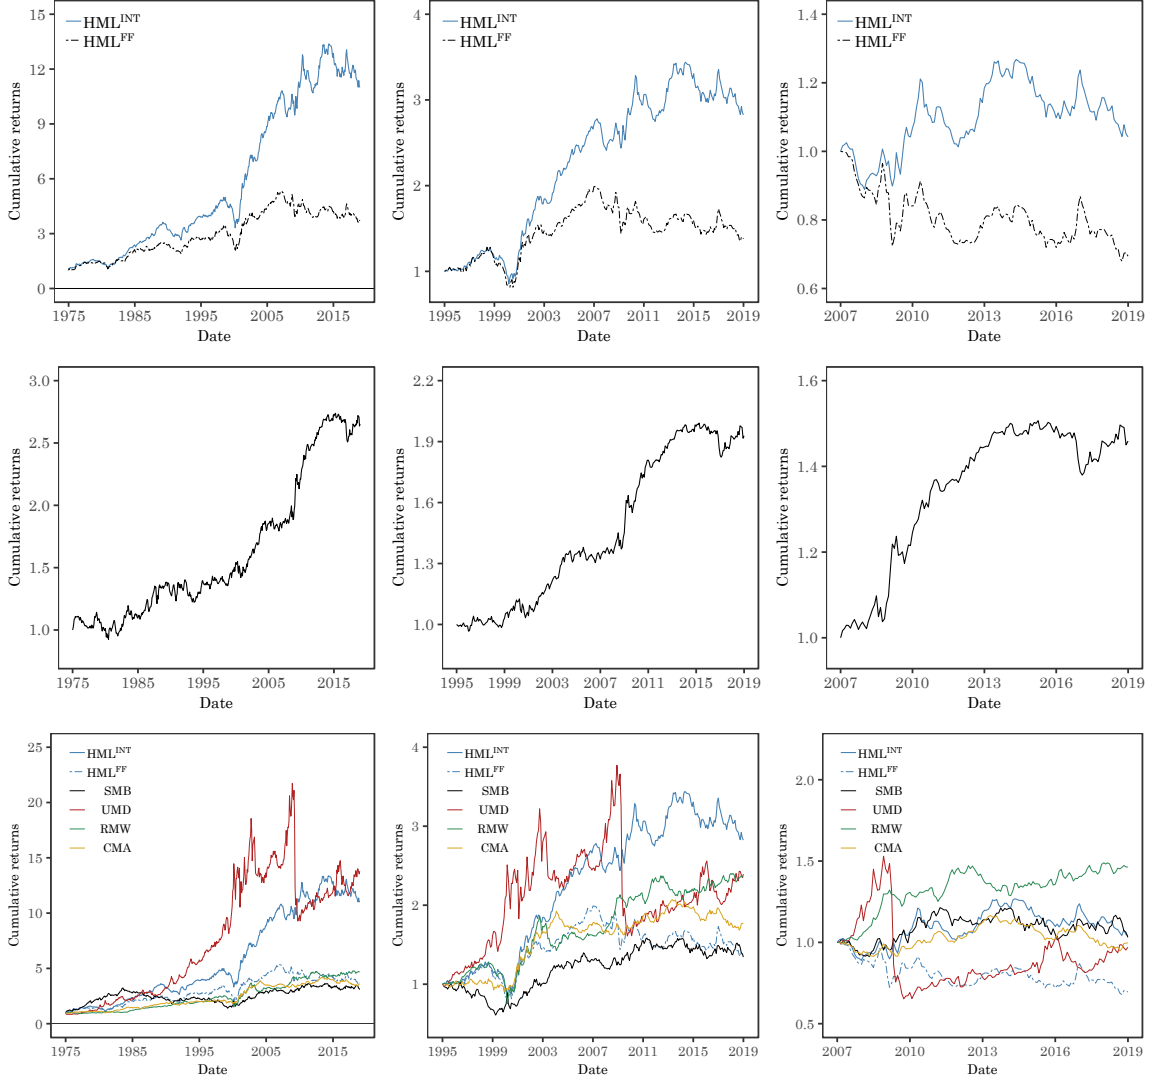 Cumulative returns
15
12
9
6
3
0
HML^INT
HML^FF
1975 1985 1995 2005 2015
Date
Cumulative returns
4
3
2
1
HML^INT
HML^FF
1995 1999 2003 2007 2011 2015 2019
Date
Cumulative returns
1.4
1.2
1.0
0.8
0.6
HML^INT
HML^FF
2007 2010 2013 2016 2019
Date
Cumulative returns
3.0
2.5
2.0
1.5
1.0
1975 1985 1995 2005 2015
Date
Cumulative returns
2.2
1.9
1.6
1.3
1.0
1995 1999 2003 2007 2011 2015 2019
Date
Cumulative returns
1.6
1.4
1.2
1.0
2007 2010 2013 2016 2019
Date
Cumulative returns
25
20
15
10
5
0
HML^INT
HML^FF
SMB
UMD
RMW
CMA
1975 1985 1995 2005 2015
Date
Cumulative returns
4
3
2
1
HML^INT
HML^FF
SMB
UMD
RMW
CMA
1995 1999 2003 2007 2011 2015 2019
Date
Cumulative returns
2.0
1.5
1.0
0.5
HML^INT
HML^FF
SMB
UMD
RMW
CMA
2007 2010 2013 2016 2019
Date